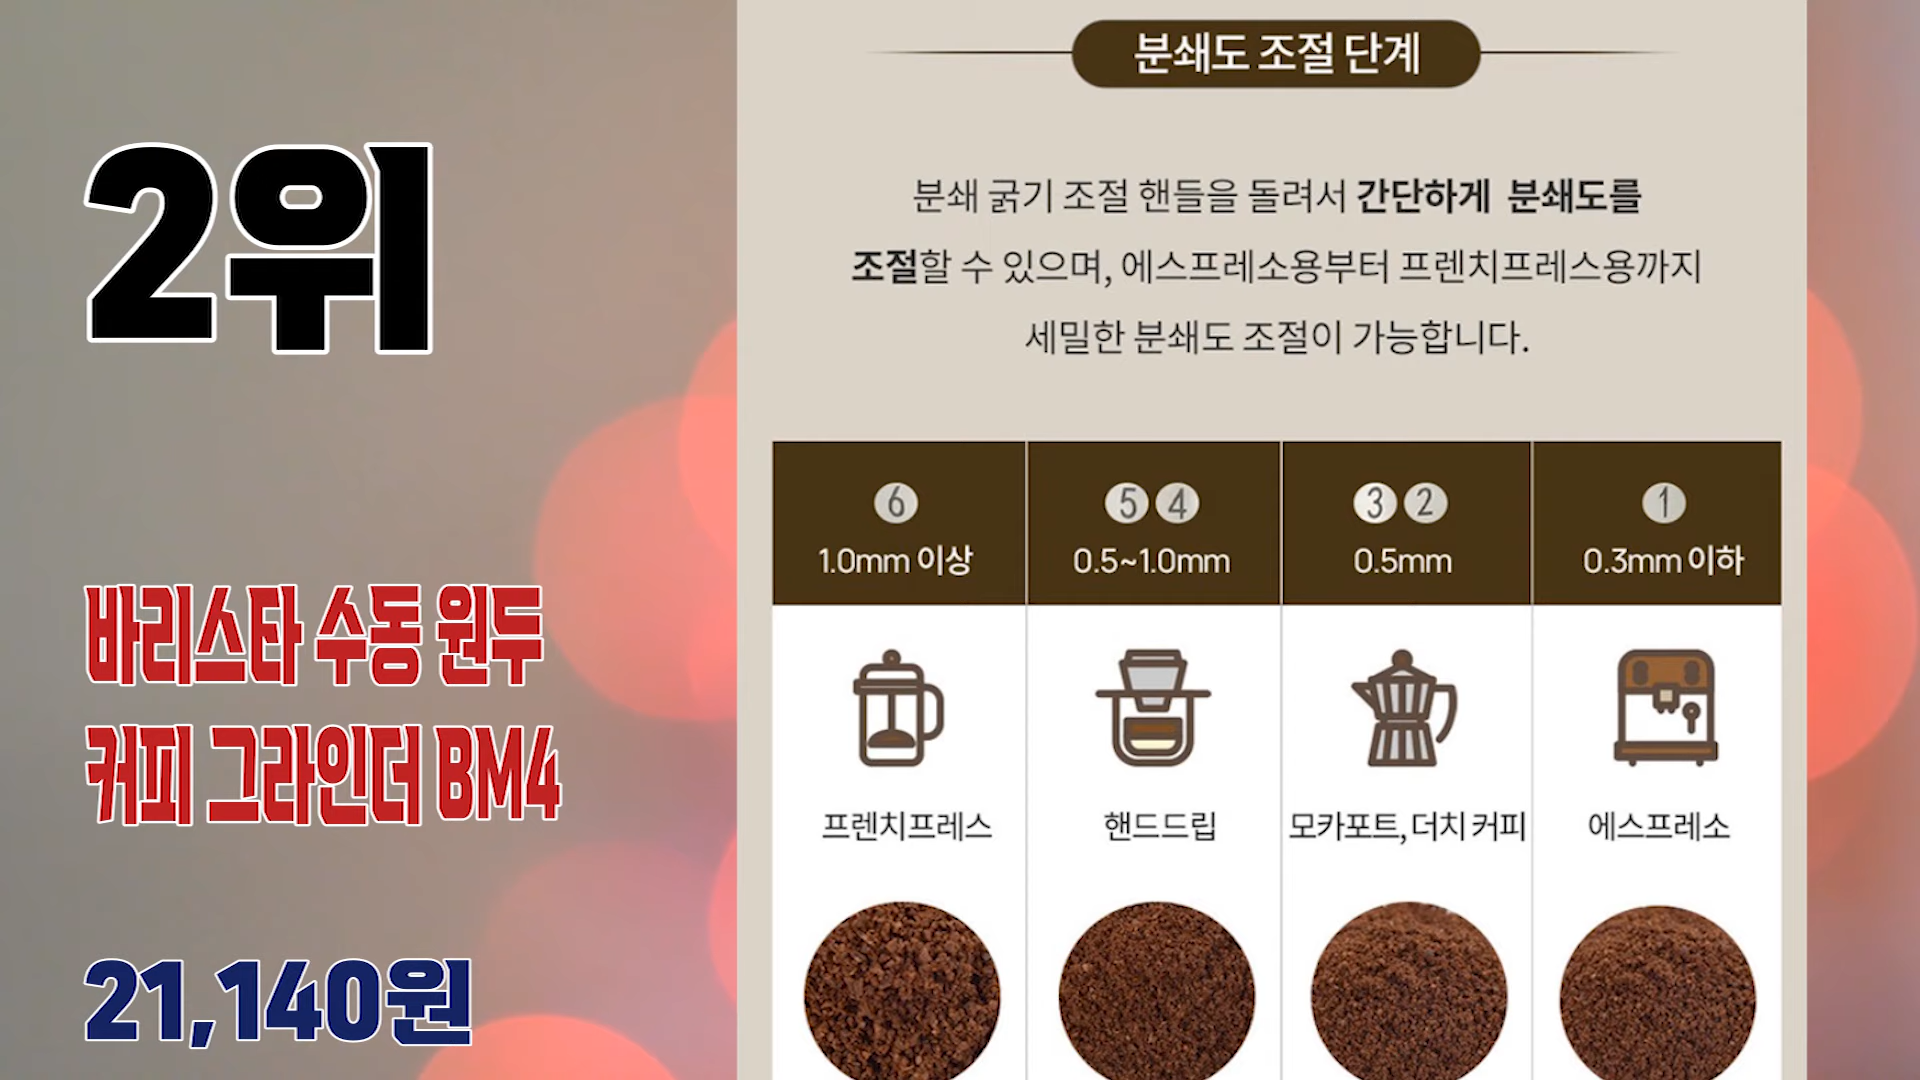 2위
바리스타 수동 원두
커피 그라인더 BM4
21,140원
분쇄도 조절 단계
분쇄 굵기 조절 핸들을 돌려서 간단하게 분쇄도를
조절할 수 있으며, 에스프레소용부터 프렌치프레스용까지
세밀한 분쇄도 조절이 가능합니다.
⑥ ⑤④ ③② ①
1.0mm 이상 0.5~1.0mm 0.5mm 0.3mm 이하
프렌치프레스 핸드드립 모카포트, 더치 커피 에스프레소